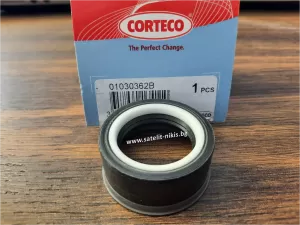 CORTECO
The Perfect Change.
01030362B
1 PCS
www.satelit-nikis.bg